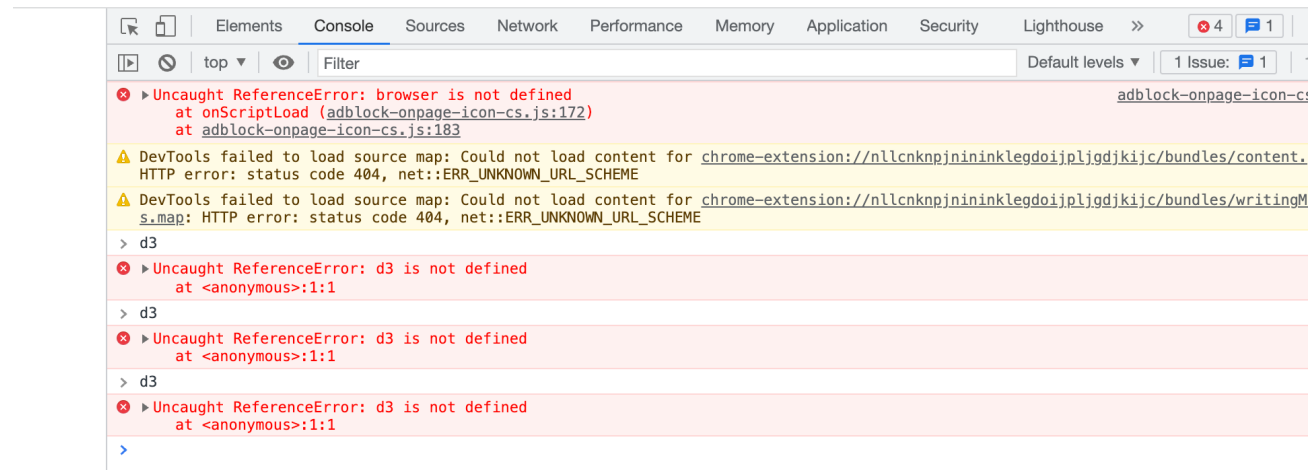 Elements Console Sources Network Performance Memory Application Security Lighthouse » 4 1
top ▼ Filter Default levels ▼ 1 Issue: 1
Uncaught ReferenceError: browser is not defined adblock-onpage-icon-cs
at onScriptLoad (adblock-onpage-icon-cs.js:172)
at adblock-onpage-icon-cs.js:183
DevTools failed to load source map: Could not load content for chrome-extension://nllcnknpjnininklegdoijpljgdjkijc/bundles/content.
HTTP error: status code 404, net::ERR_UNKNOWN_URL_SCHEME
DevTools failed to load source map: Could not load content for chrome-extension://nllcnknpjnininklegdoijpljgdjkijc/bundles/writingM
s.map: HTTP error: status code 404, net::ERR_UNKNOWN_URL_SCHEME
> d3
Uncaught ReferenceError: d3 is not defined
at <anonymous>:1:1
> d3
Uncaught ReferenceError: d3 is not defined
at <anonymous>:1:1
> d3
Uncaught ReferenceError: d3 is not defined
at <anonymous>:1:1
>